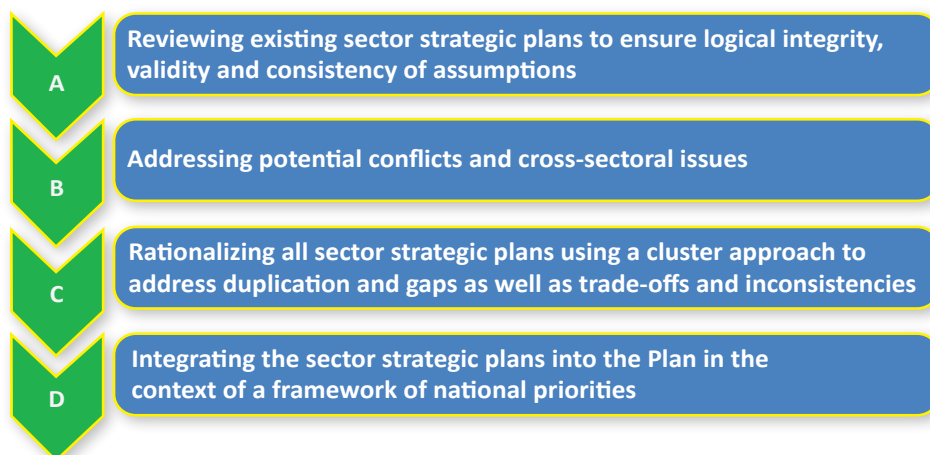 A
Reviewing existing sector strategic plans to ensure logical integrity,
validity and consistency of assumptions
B
Addressing potential conflicts and cross-sectoral issues
C
Rationalizing all sector strategic plans using a cluster approach to
address duplication and gaps as well as trade-offs and inconsistencies
D
Integrating the sector strategic plans into the Plan in the
context of a framework of national priorities